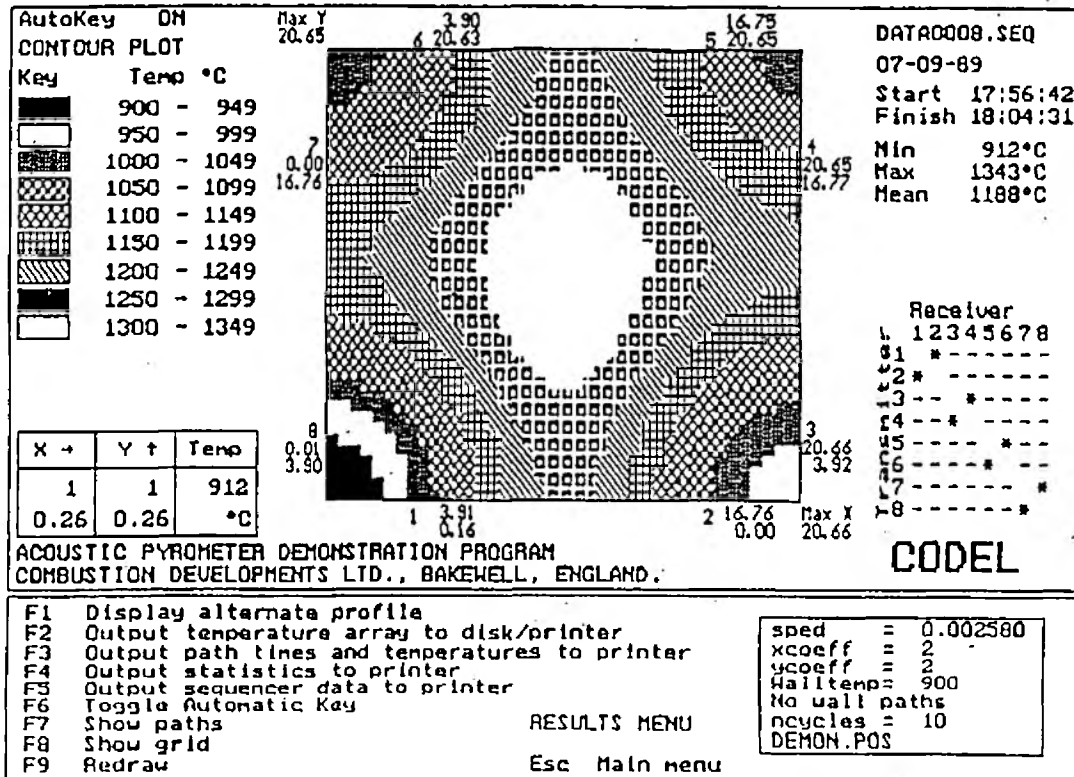 AutoKey ON
CONTOUR PLOT
Key Temp °C
900 - 949
950 - 999
1000 - 1049
1050 - 1099
1100 - 1149
1150 - 1199
1200 - 1249
1250 - 1299
1300 - 1349
Max Y
20.65
3.90
6 20.63
16.75
5 20.65
7
0.00
16.76
4
20.65
16.77
8
0.01
3.90
3
20.66
3.92
1 3.91
0.16
2 16.76
0.00
Max X
20.66
DATA0008.SEQ
07-09-89
Start 17:56:42
Finish 18:04:31
Min 912°C
Max 1343°C
Mean 1188°C
Receiver
12345678
1 * - - - - - -
2 * - - - - - -
3 - - * - - - -
4 - - * - - - -
5 - - - - * - -
6 - - - - * - -
7 - - - - - - *
8 - - - - - - *
X → Y ↑ Temp
1 1 912
0.26 0.26 °C
ACOUSTIC PYROMETER DEMONSTRATION PROGRAM
COMBUSTION DEVELOPMENTS LTD., BAKEWELL, ENGLAND.
CODEL
F1 Display alternate profile
F2 Output temperature array to disk/printer
F3 Output path times and temperatures to printer
F4 Output statistics to printer
F5 Output sequencer data to printer
F6 Toggle Automatic Key
F7 Show paths
F8 Show grid
F9 Redraw
RESULTS MENU
Esc Main menu
sped = 0.002580
xcoeff = 2
ycoeff = 2
Walltemp= 900
No wall paths
ncycles = 10
DEMON.POS